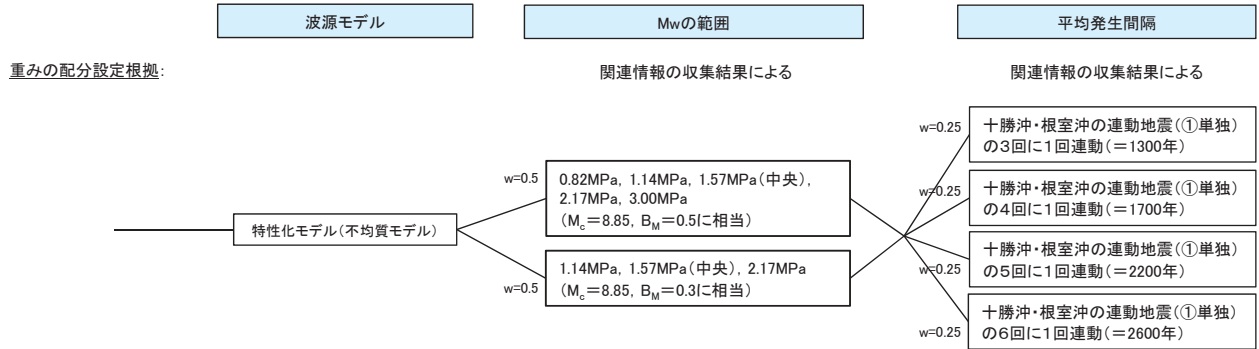 波源モデル
Mwの範囲
平均発生間隔
重みの配分設定根拠:
関連情報の収集結果による
関連情報の収集結果による
特性化モデル(不均質モデル)
w=0.5
0.82MPa, 1.14MPa, 1.57MPa(中央),
2.17MPa, 3.00MPa
(Mc=8.85, BM=0.5に相当)
w=0.5
1.14MPa, 1.57MPa(中央), 2.17MPa
(Mc=8.85, BM=0.3に相当)
w=0.25
十勝沖・根室沖の連動地震(①単独)
の3回に1回連動(=1300年)
w=0.25
十勝沖・根室沖の連動地震(①単独)
の4回に1回連動(=1700年)
w=0.25
十勝沖・根室沖の連動地震(①単独)
の5回に1回連動(=2200年)
w=0.25
十勝沖・根室沖の連動地震(①単独)
の6回に1回連動(=2600年)